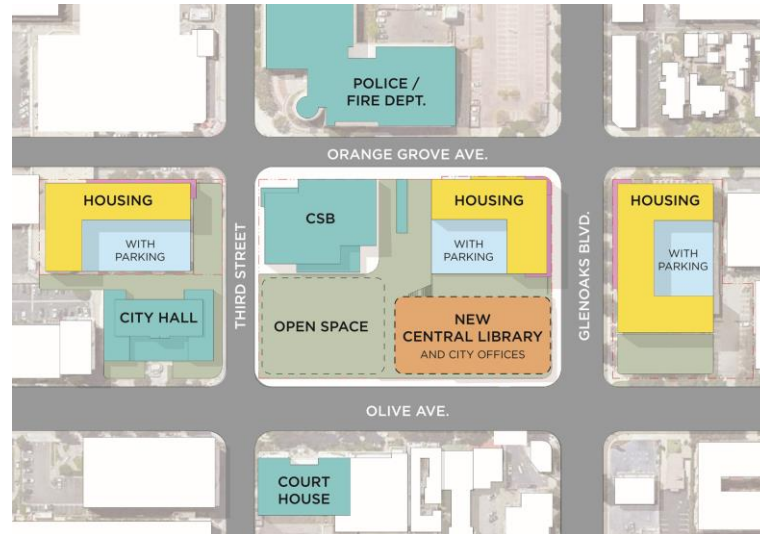 POLICE /
FIRE DEPT.
ORANGE GROVE AVE.
HOUSING
WITH
PARKING
CITY HALL
THIRD STREET
CSB
HOUSING
WITH
PARKING
OPEN SPACE
NEW
CENTRAL LIBRARY
AND CITY OFFICES
GLENOAKS BLVD.
HOUSING
WITH
PARKING
OLIVE AVE.
COURT
HOUSE